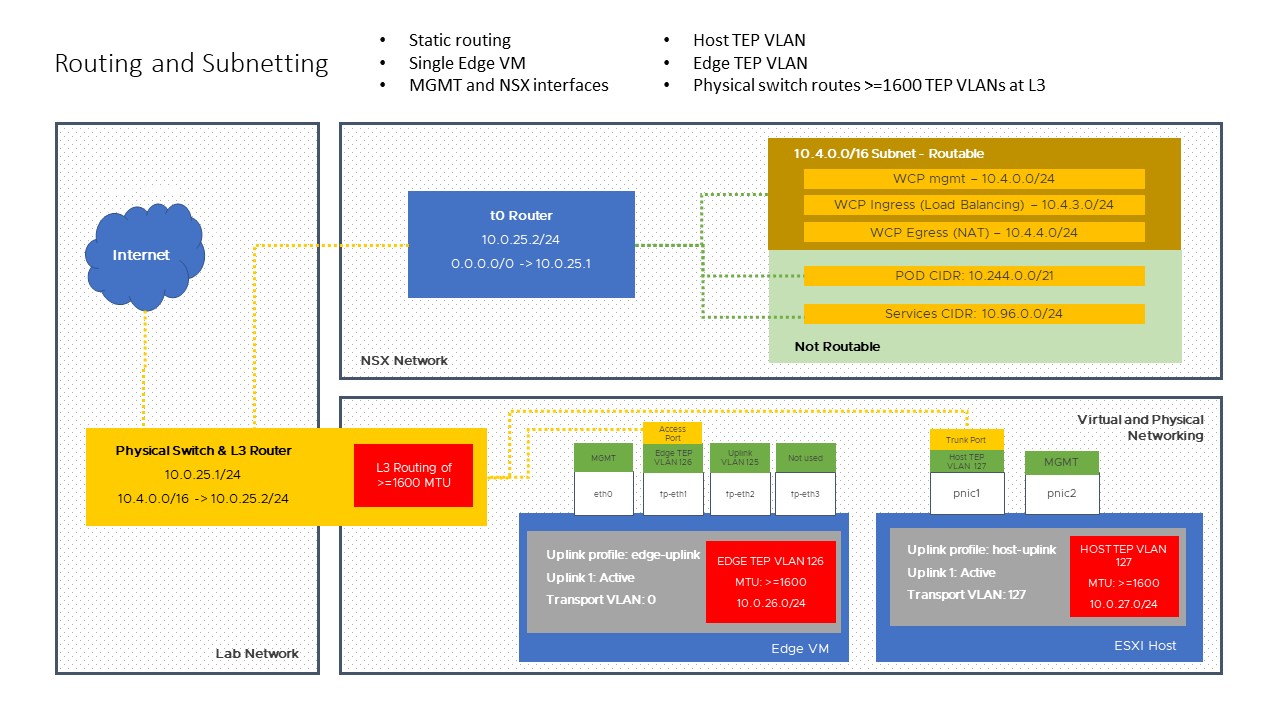 Routing and Subnetting
• Static routing
• Single Edge VM
• MGMT and NSX interfaces
• Host TEP VLAN
• Edge TEP VLAN
• Physical switch routes >=1600 TEP VLANs at L3
Internet
Physical Switch & L3 Router
10.0.25.1/24
10.4.0.0/16 -> 10.0.25.2/24
L3 Routing of
>=1600 MTU
Lab Network
t0 Router
10.0.25.2/24
0.0.0.0/0 -> 10.0.25.1
NSX Network
10.4.0.0/16 Subnet - Routable
WCP mgmt – 10.4.0.0/24
WCP Ingress (Load Balancing) – 10.4.3.0/24
WCP Egress (NAT) – 10.4.4.0/24
POD CIDR: 10.244.0.0/21
Services CIDR: 10.96.0.0/24
Not Routable
Virtual and Physical
Networking
MGMT
eth0
Access
Port
Edge TEP
VLAN 126
fp-eth1
Uplink
VLAN 125
fp-eth2
Not used
fp-eth3
Uplink profile: edge-uplink
Uplink 1: Active
Transport VLAN: 0
EDGE TEP VLAN 126
MTU: >=1600
10.0.26.0/24
Edge VM
Trunk Port
Host TEP
VLAN 127
pnic1
MGMT
pnic2
Uplink profile: host-uplink
Uplink 1: Active
Transport VLAN: 127
HOST TEP VLAN
127
MTU: >=1600
10.0.27.0/24
ESXI Host